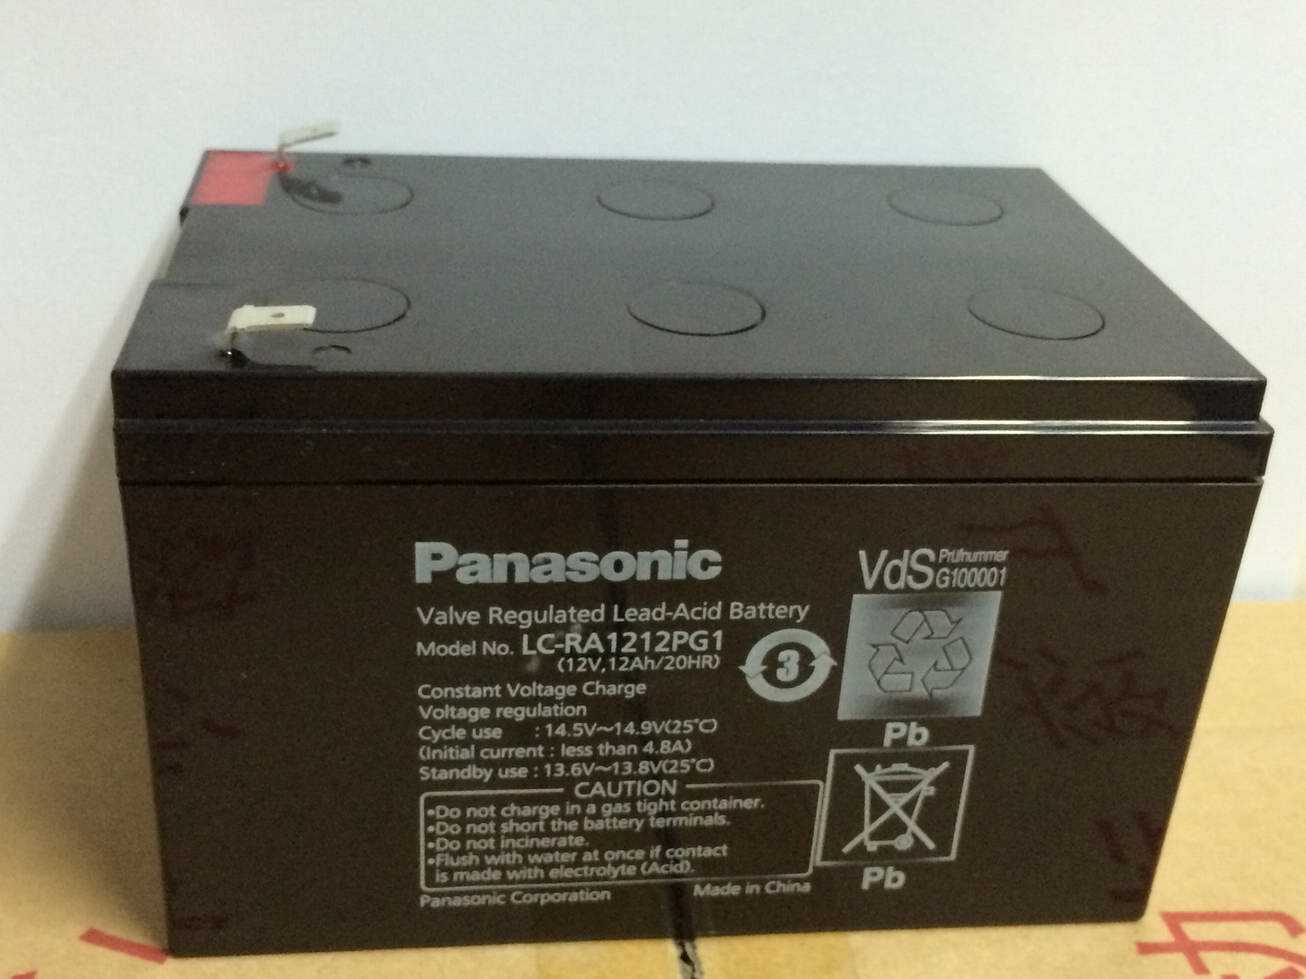 Panasonic
VdS Prüfnummer G100001
Valve Regulated Lead-Acid Battery
Model No. LC-RA1212PG1
(12V,12Ah/20HR)
3
Constant Voltage Charge
Voltage regulation
Cycle use : 14.5V~14.9V(25℃)
(Initial current : less than 4.8A)
Standby use : 13.6V~13.8V(25℃)
Pb
CAUTION
•Do not charge in a gas tight container.
•Do not short the battery terminals.
•Do not incinerate.
•Flush with water at once if contact
is made with electrolyte (Acid).
Panasonic Corporation
Made in China
Pb